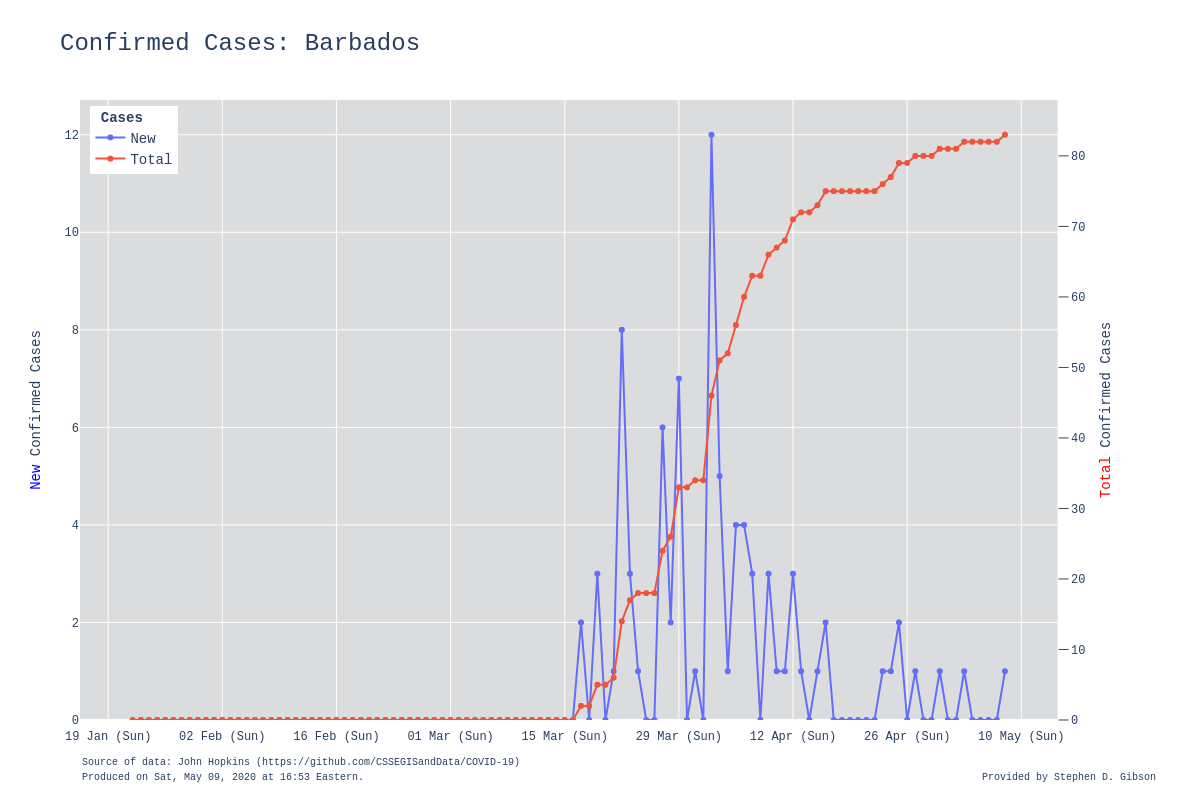 Confirmed Cases: Barbados
Cases
New
Total
12
10
8
6
4
2
0
80
70
60
50
40
30
20
10
0
New Confirmed Cases
Total Confirmed Cases
19 Jan (Sun) 02 Feb (Sun) 16 Feb (Sun) 01 Mar (Sun) 15 Mar (Sun) 29 Mar (Sun) 12 Apr (Sun) 26 Apr (Sun) 10 May (Sun)
Source of data: John Hopkins (https://github.com/CSSEGISandData/COVID-19)
Produced on Sat, May 09, 2020 at 16:53 Eastern.
Provided by Stephen D. Gibson